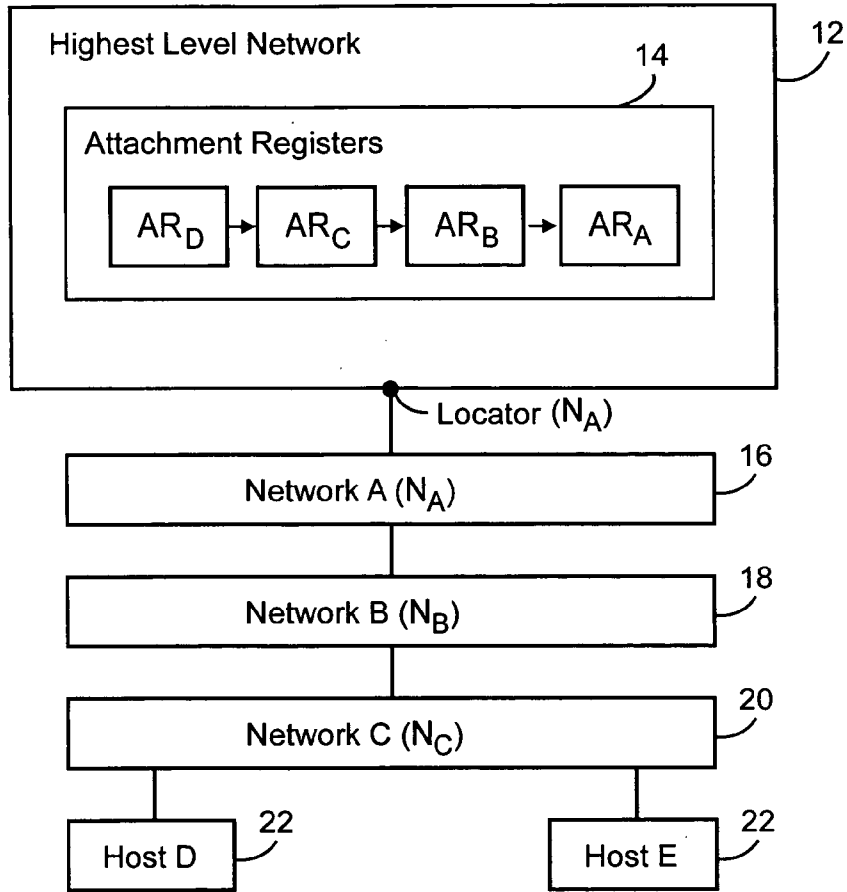 Highest Level Network
12
14
Attachment Registers
AR_D
AR_C
AR_B
AR_A
Locator (N_A)
16
Network A (N_A)
18
Network B (N_B)
20
Network C (N_C)
22
Host D
22
Host E